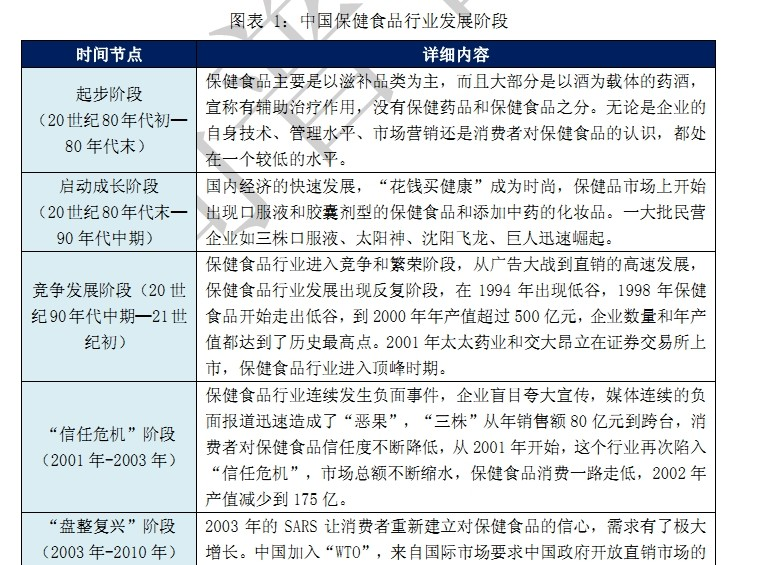 图表 1：中国保健食品行业发展阶段
时间节点
详细内容
起步阶段
（20世纪80年代初—
80年代末）
保健食品主要是以滋补品类为主，而且大部分是以酒为载体的药酒，
宣称有辅助治疗作用，没有保健药品和保健食品之分。无论是企业的
自身技术、管理水平、市场营销还是消费者对保健食品的认识，都处
在一个较低的水平。
启动成长阶段
（20世纪80年代末—
90年代中期）
国内经济的快速发展，“花钱买健康”成为时尚，保健品市场上开始
出现口服液和胶囊剂型的保健食品和添加中药的化妆品。一大批民营
企业如三株口服液、太阳神、沈阳飞龙、巨人迅速崛起。
竞争发展阶段（20世
纪90年代中期—21世
纪初）
保健食品行业进入竞争和繁荣阶段，从广告大战到直销的高速发展，
保健食品行业发展出现反复阶段，在 1994 年出现低谷，1998 年保健
食品开始走出低谷，到 2000 年年产值超过 500 亿元，企业数量和年产
值都达到了历史最高点。2001 年太太药业和交大昂立在证券交易所上
市，保健食品行业进入顶峰时期。
“信任危机”阶段
（2001 年-2003 年）
保健食品行业连续发生负面事件，企业盲目夸大宣传，媒体连续的负
面报道迅速造成了“恶果”，“三株”从年销售额 80 亿元到跨台，消
费者对保健食品信任度不断降低，从 2001 年开始，这个行业再次陷入
“信任危机”，市场总额不断缩水，保健食品消费一路走低，2002 年
产值减少到 175 亿。
“盘整复兴”阶段
（2003 年-2010 年）
2003 年的 SARS 让消费者重新建立对保健食品的信心，需求有了极大
增长。中国加入“WTO”，来自国际市场要求中国政府开放直销市场的